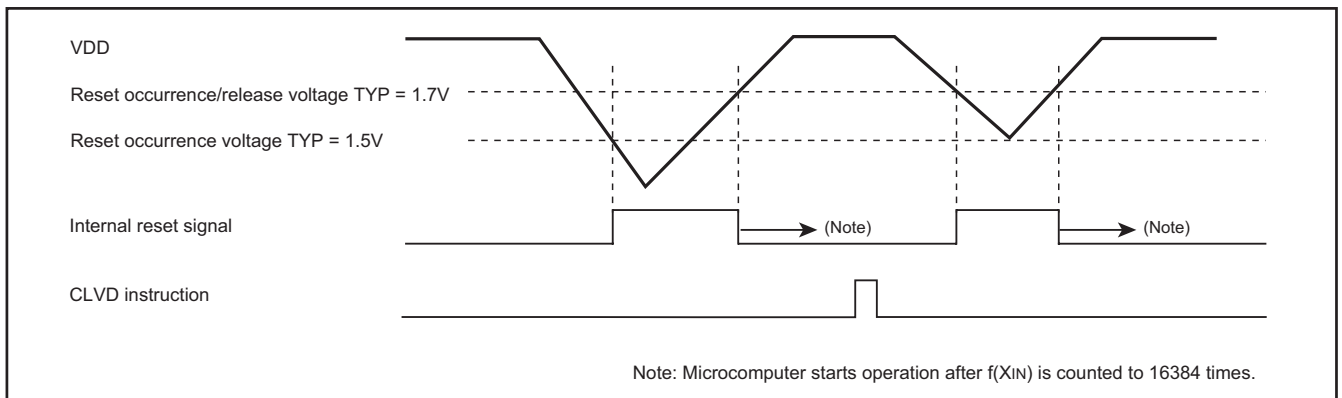 VDD
Reset occurrence/release voltage TYP = 1.7V
Reset occurrence voltage TYP = 1.5V
Internal reset signal
(Note)
(Note)
CLVD instruction
Note: Microcomputer starts operation after f(XIN) is counted to 16384 times.